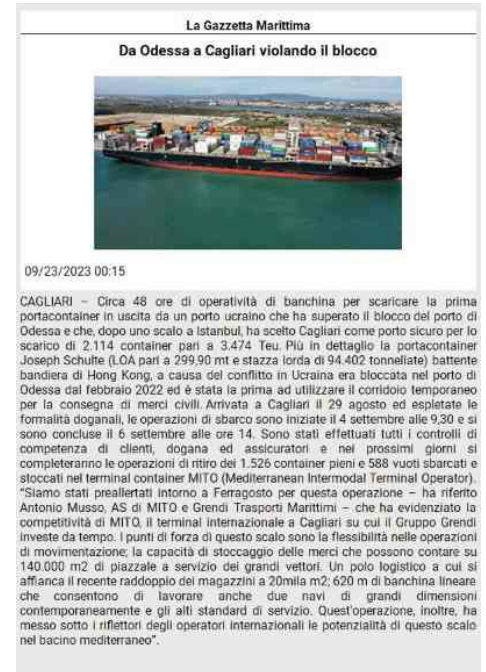 La Gazzetta Marittima
Da Odessa a Cagliari violando il blocco
09/23/2023 00:15
CAGLIARI – Circa 48 ore di operatività di banchina per scaricare la prima
portacontainer in uscita da un porto ucraino che ha superato il blocco del porto di
Odessa e che, dopo uno scalo a Istanbul, ha scelto Cagliari come porto sicuro per lo
scarico di 2.114 container pari a 3.474 Teu. Più in dettaglio la portacontainer
Joseph Schulte (LOA pari a 299,90 mt e stazza lorda di 94.402 tonnellate) battente
bandiera di Hong Kong, a causa del conflitto in Ucraina era bloccata nel porto di
Odessa dal febbraio 2022 ed è stata la prima ad utilizzare il corridoio temporaneo
per la consegna di merci civili. Arrivata a Cagliari il 29 agosto ed espletate le
formalità doganali, le operazioni di sbarco sono iniziate il 4 settembre alle 9,30 e si
sono concluse il 6 settembre alle ore 14. Sono stati effettuati tutti i controlli di
competenza di clienti, dogana ed assicuratori e nei prossimi giorni si
completeranno le operazioni di ritiro dei 1.526 container pieni e 588 vuoti sbarcati e
stoccati nel terminal container MITO (Mediterranean Intermodal Terminal Operator).
“Siamo stati preallertati intorno a Ferragosto per questa operazione – ha riferito
Antonio Musso, AS di MITO e Grendi Trasporti Marittimi – che ha evidenziato la
competitività di MITO, il terminal internazionale a Cagliari su cui il Gruppo Grendi
investe da tempo. I punti di forza di questo scalo sono la flessibilità nelle operazioni
di movimentazione; la capacità di stoccaggio delle merci che possono contare su
140.000 m2 di piazzale a servizio dei grandi vettori. Un polo logistico a cui si
affianca il recente raddoppio dei magazzini a 20mila m2; 620 m di banchina lineare
che consentono di lavorare anche due navi di grandi dimensioni
contemporaneamente e gli alti standard di servizio. Quest'operazione, inoltre, ha
messo sotto i riflettori degli operatori internazionali le potenzialità di questo scalo
nel bacino mediterraneo”.